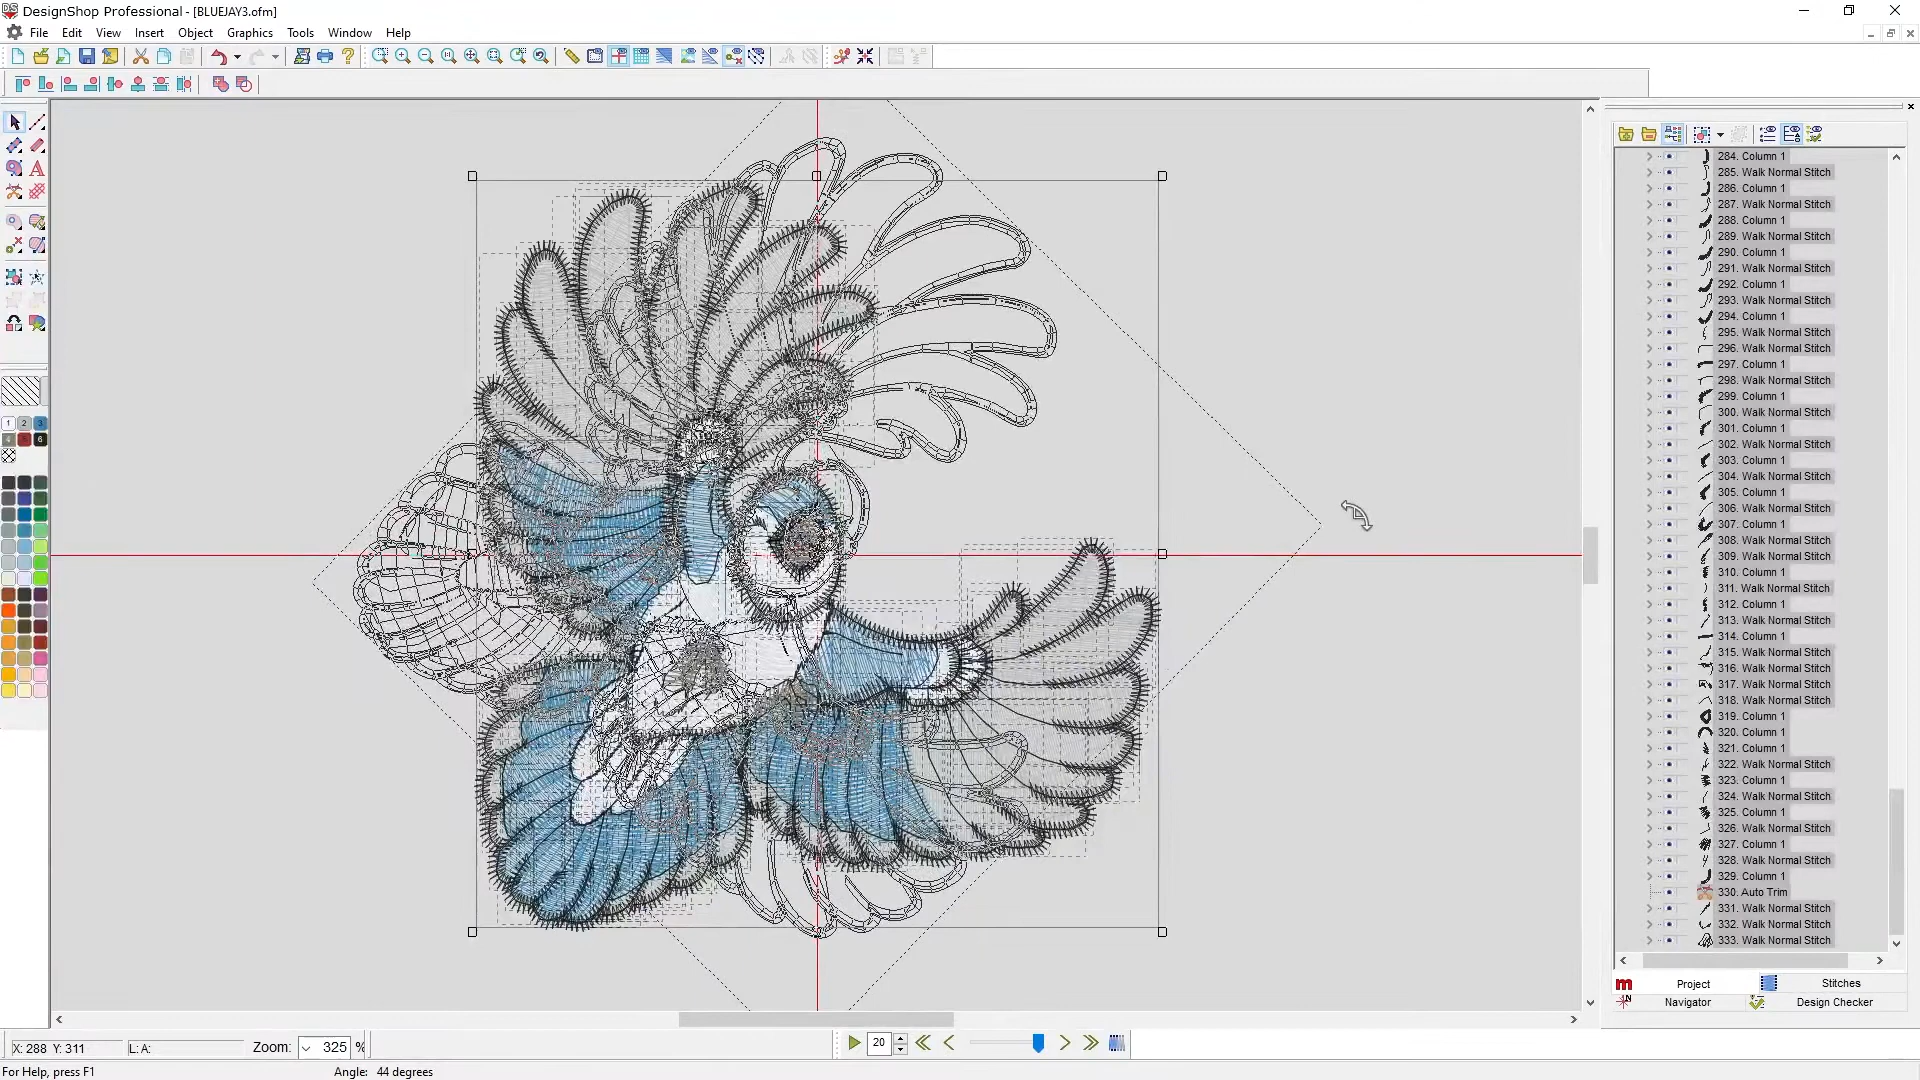 DesignShop Professional - [BLUEJAY3.ofm]
File Edit View Insert Object Graphics Tools Window Help
284. Column 1
285. Walk Normal Stitch
286. Column 1
287. Walk Normal Stitch
288. Column 1
289. Walk Normal Stitch
290. Column 1
291. Walk Normal Stitch
292. Column 1
293. Walk Normal Stitch
294. Column 1
295. Walk Normal Stitch
296. Walk Normal Stitch
297. Column 1
298. Walk Normal Stitch
299. Column 1
300. Walk Normal Stitch
301. Column 1
302. Walk Normal Stitch
303. Column 1
304. Walk Normal Stitch
305. Column 1
306. Walk Normal Stitch
307. Column 1
308. Walk Normal Stitch
309. Walk Normal Stitch
310. Column 1
311. Walk Normal Stitch
312. Column 1
313. Walk Normal Stitch
314. Column 1
315. Walk Normal Stitch
316. Walk Normal Stitch
317. Walk Normal Stitch
318. Walk Normal Stitch
319. Column 1
320. Column 1
321. Column 1
322. Walk Normal Stitch
323. Column 1
324. Walk Normal Stitch
325. Column 1
326. Walk Normal Stitch
327. Column 1
328. Walk Normal Stitch
329. Column 1
330. Auto Trim
331. Walk Normal Stitch
332. Walk Normal Stitch
333. Walk Normal Stitch
Project Stitches
Navigator Design Checker
1 2 3
4 5 6
X: 288 Y: 311 L: A: Zoom: 325 % 20
For Help, press F1 Angle: 44 degrees